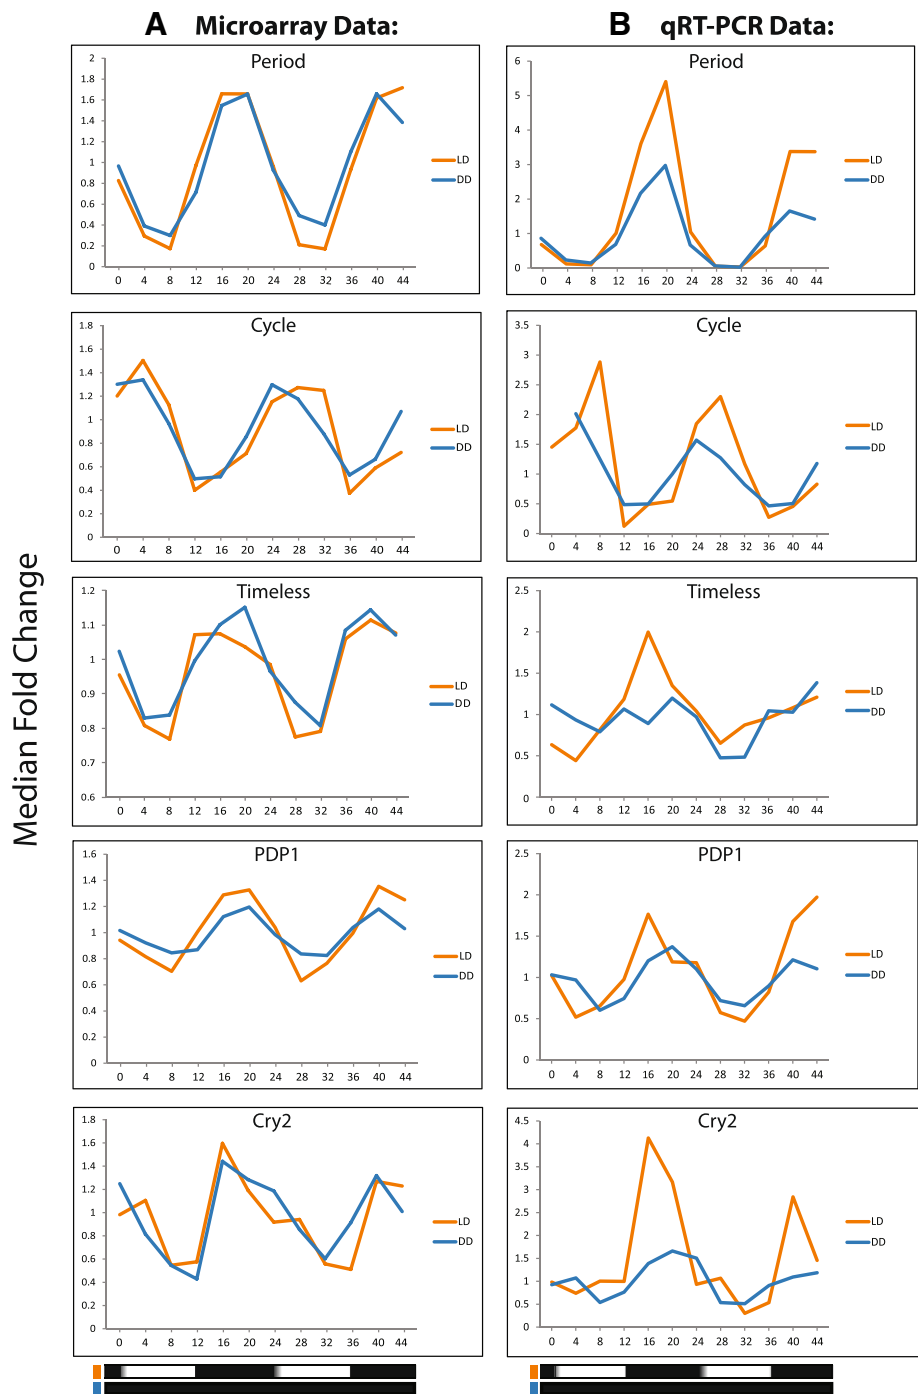 A Microarray Data:
B qRT-PCR Data:
Median Fold Change
Period
2
1.8
1.6
1.4
1.2
1
0.8
0.6
0.4
0.2
0
0 4 8 12 16 20 24 28 32 36 40 44
LD
DD
Period
6
5
4
3
2
1
0
0 4 8 12 16 20 24 28 32 36 40 44
LD
DD
Cycle
1.8
1.6
1.4
1.2
1
0.8
0.6
0.4
0.2
0
0 4 8 12 16 20 24 28 32 36 40 44
LD
DD
Cycle
3.5
3
2.5
2
1.5
1
0.5
0
0 4 8 12 16 20 24 28 32 36 40 44
LD
DD
Timeless
1.2
1.1
1
0.9
0.8
0.7
0.6
0 4 8 12 16 20 24 28 32 36 40 44
LD
DD
Timeless
2.5
2
1.5
1
0.5
0
0 4 8 12 16 20 24 28 32 36 40 44
LD
DD
PDP1
1.6
1.4
1.2
1
0.8
0.6
0.4
0.2
0
0 4 8 12 16 20 24 28 32 36 40 44
LD
DD
PDP1
2.5
2
1.5
1
0.5
0
0 4 8 12 16 20 24 28 32 36 40 44
LD
DD
Cry2
1.8
1.6
1.4
1.2
1
0.8
0.6
0.4
0.2
0
0 4 8 12 16 20 24 28 32 36 40 44
LD
DD
Cry2
4.5
4
3.5
3
2.5
2
1.5
1
0.5
0
0 4 8 12 16 20 24 28 32 36 40 44
LD
DD